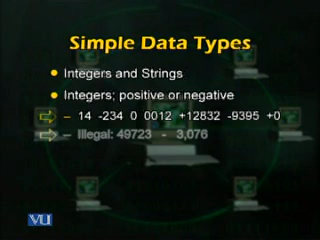 Simple Data Types
• Integers and Strings
• Integers; positive or negative
– 14 -234 0 0012 +12832 -9395 +0
– Illegal: 49723 - 3,076
VU